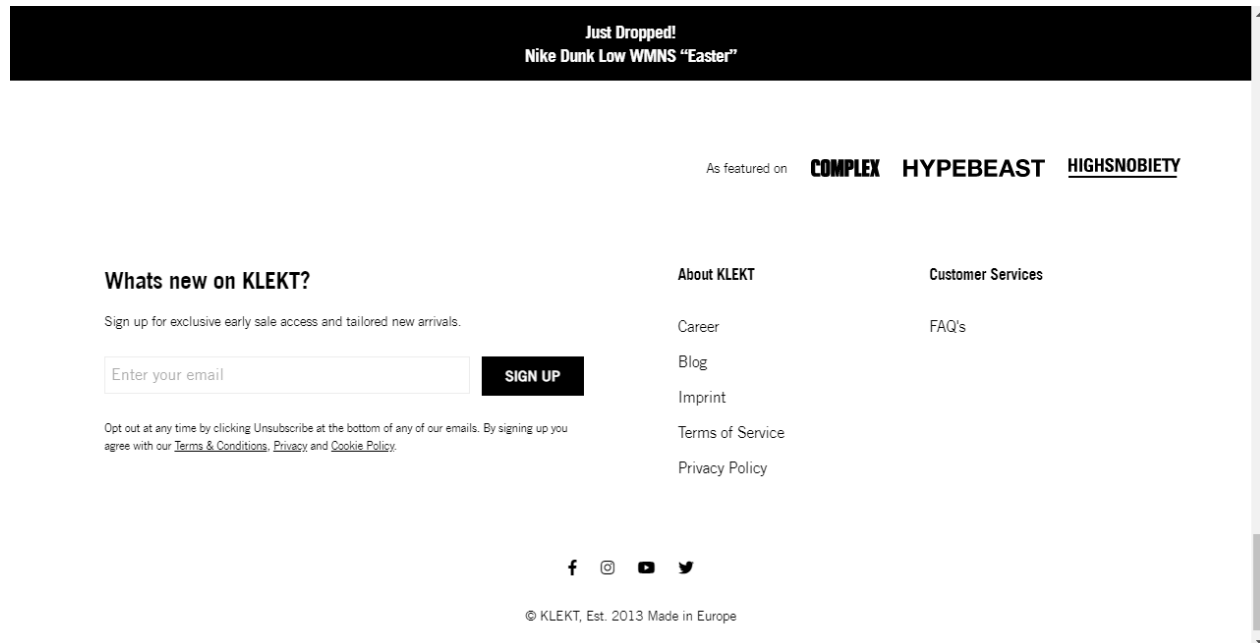 Just Dropped!
Nike Dunk Low WMNS “Easter”
As featured on COMPLEX HYPEBEAST HIGHSNOBIETY
Whats new on KLEKT?
Sign up for exclusive early sale access and tailored new arrivals.
Enter your email
SIGN UP
Opt out at any time by clicking Unsubscribe at the bottom of any of our emails. By signing up you
agree with our Terms & Conditions, Privacy and Cookie Policy.
About KLEKT
Career
Blog
Imprint
Terms of Service
Privacy Policy
Customer Services
FAQ's
© KLEKT, Est. 2013 Made in Europe